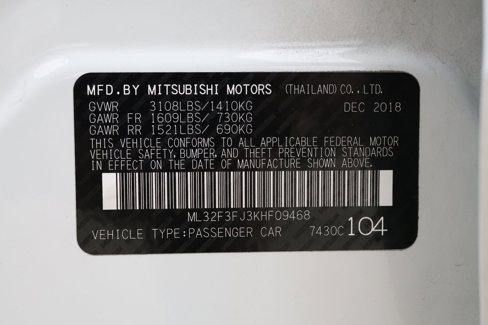 MFD.BY MITSUBISHI MOTORS (THAILAND)CO.,LTD.
GVWR 3108LBS/1410KG DEC 2018
GAWR FR 1609LBS/ 730KG
GAWR RR 1521LBS/ 690KG
THIS VEHICLE CONFORMS TO ALL APPLICABLE FEDERAL MOTOR
VEHICLE SAFETY, BUMPER, AND THEFT PREVENTION STANDARDS
IN EFFECT ON THE DATE OF MANUFACTURE SHOWN ABOVE.
ML32F3FJ3KHF09468
VEHICLE TYPE:PASSENGER CAR 7430C 104